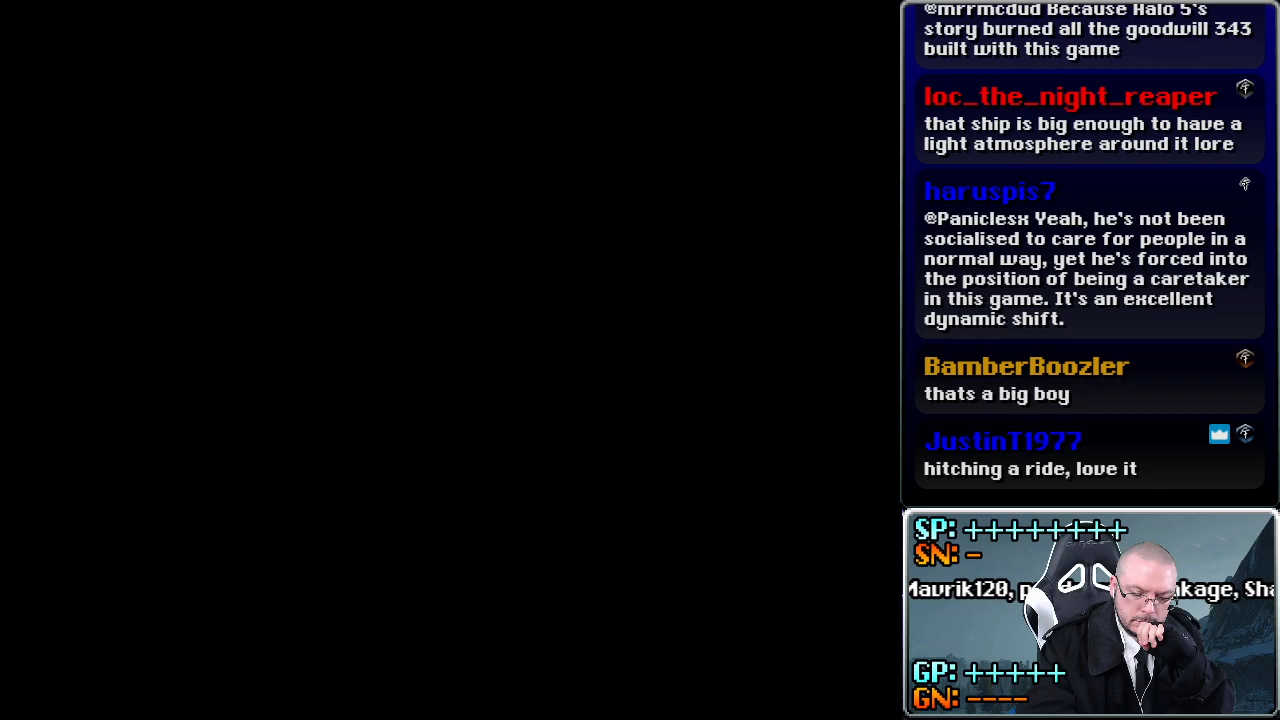 @mrrmcdud Because Halo 5's
story burned all the goodwill 343
built with this game
loc_the_night_reaper
that ship is big enough to have a
light atmosphere around it lore
haruspis7
@Paniclesx Yeah, he's not been
socialised to care for people in a
normal way, yet he's forced into
the position of being a caretaker
in this game. It's an excellent
dynamic shift.
BamberBoozler
thats a big boy
JustinT1977
hitching a ride, love it
SP: ++++++++
SN: -
Mavrik120,
GP: +++++
GN: ----